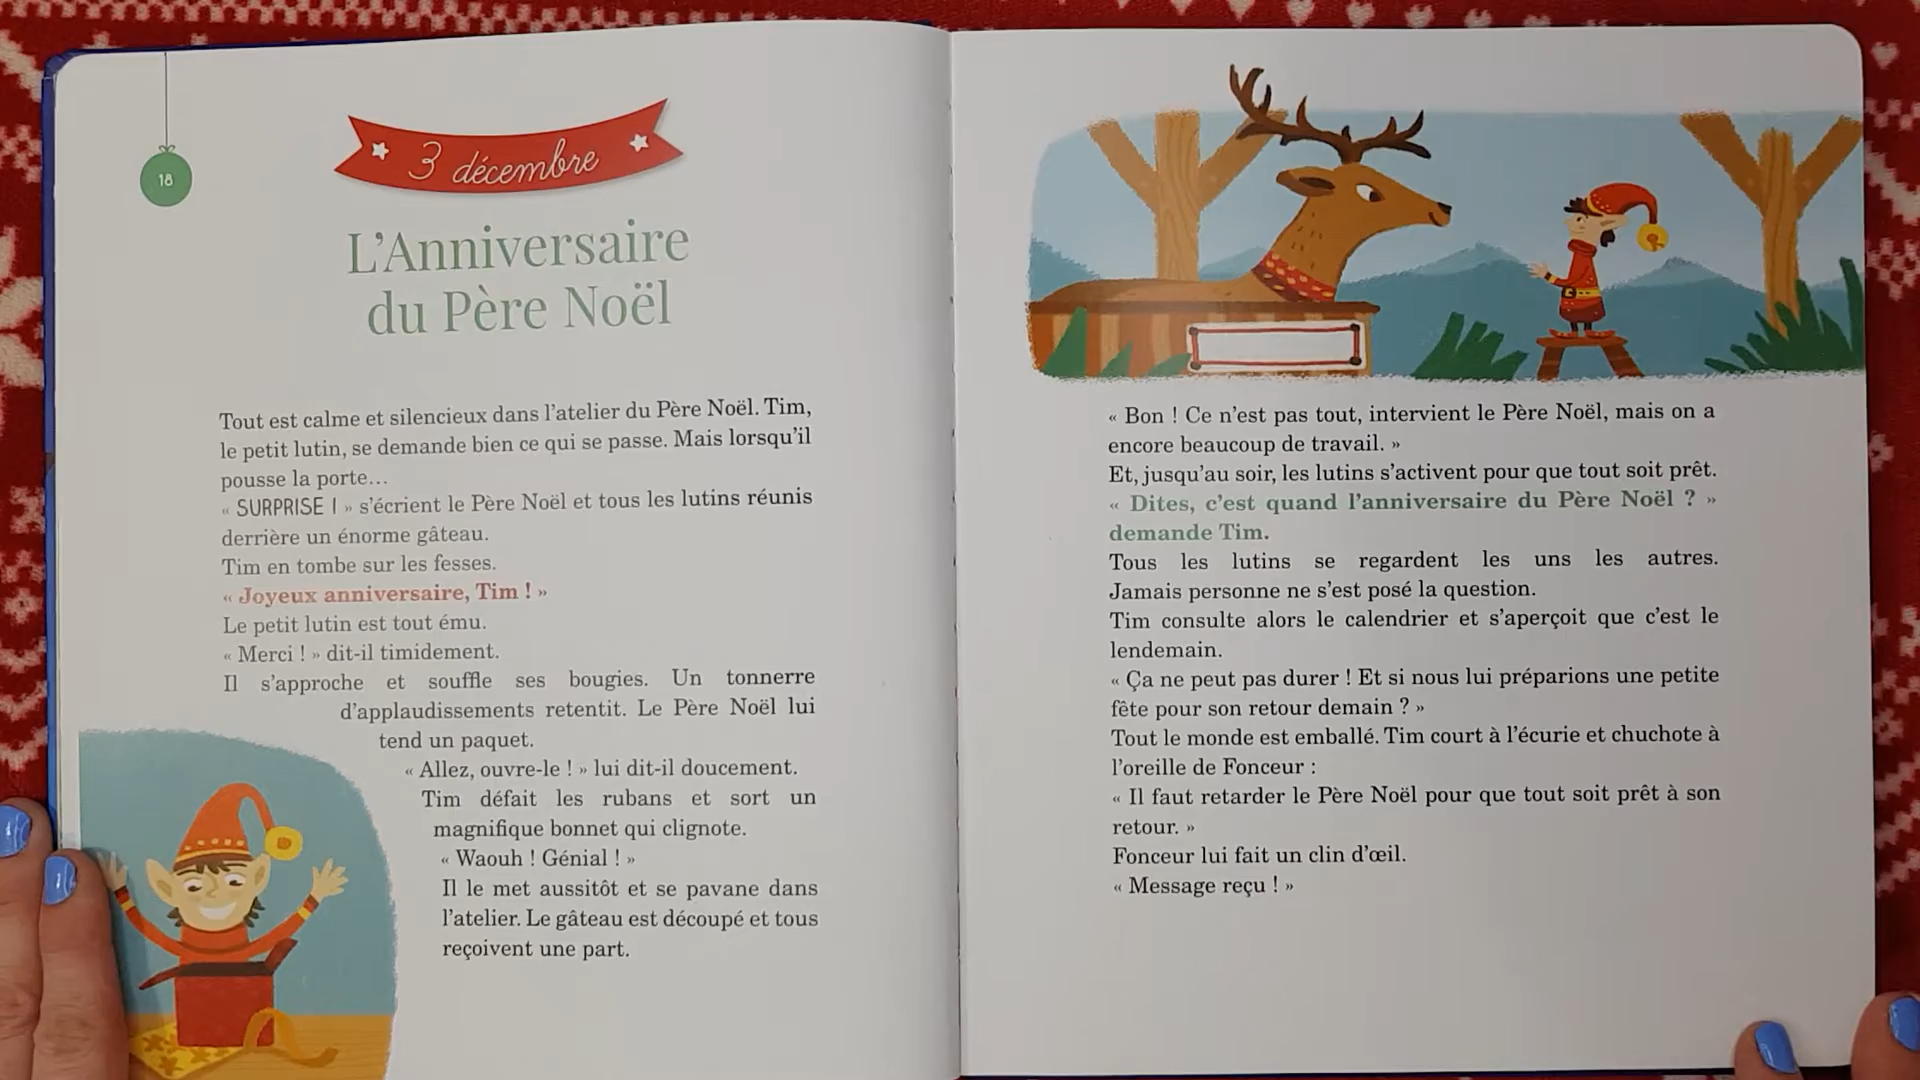 18
3 décembre
L'Anniversaire
du Père Noël
Tout est calme et silencieux dans l'atelier du Père Noël. Tim,
le petit lutin, se demande bien ce qui se passe. Mais lorsqu'il
pousse la porte…
« SURPRISE ! » s'écrient le Père Noël et tous les lutins réunis
derrière un énorme gâteau.
Tim en tombe sur les fesses.
« Joyeux anniversaire, Tim ! »
Le petit lutin est tout ému.
« Merci ! » dit-il timidement.
Il s'approche et souffle ses bougies. Un tonnerre
d'applaudissements retentit. Le Père Noël lui
tend un paquet.
« Allez, ouvre-le ! » lui dit-il doucement.
Tim défait les rubans et sort un
magnifique bonnet qui clignote.
« Waouh ! Génial ! »
Il le met aussitôt et se pavane dans
l'atelier. Le gâteau est découpé et tous
reçoivent une part.
« Bon ! Ce n'est pas tout, intervient le Père Noël, mais on a
encore beaucoup de travail. »
Et, jusqu'au soir, les lutins s'activent pour que tout soit prêt.
« Dites, c'est quand l'anniversaire du Père Noël ? »
demande Tim.
Tous les lutins se regardent les uns les autres.
Jamais personne ne s'est posé la question.
Tim consulte alors le calendrier et s'aperçoit que c'est le
lendemain.
« Ça ne peut pas durer ! Et si nous lui préparions une petite
fête pour son retour demain ? »
Tout le monde est emballé. Tim court à l'écurie et chuchote à
l'oreille de Fonceur :
« Il faut retarder le Père Noël pour que tout soit prêt à son
retour. »
Fonceur lui fait un clin d'œil.
« Message reçu ! »